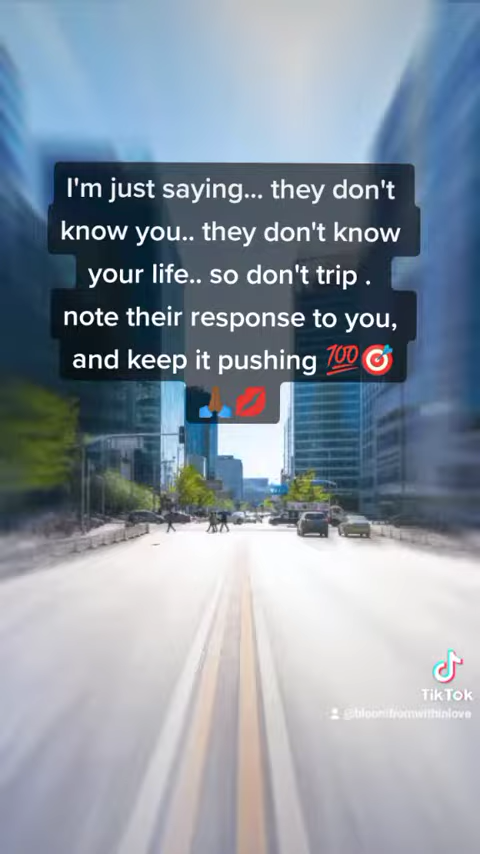 I'm just saying... they don't
know you.. they don't know
your life.. so don't trip .
note their response to you,
and keep it pushing 💯🎯
🙏🏾💋
TikTok
@bloomfromwithinlove